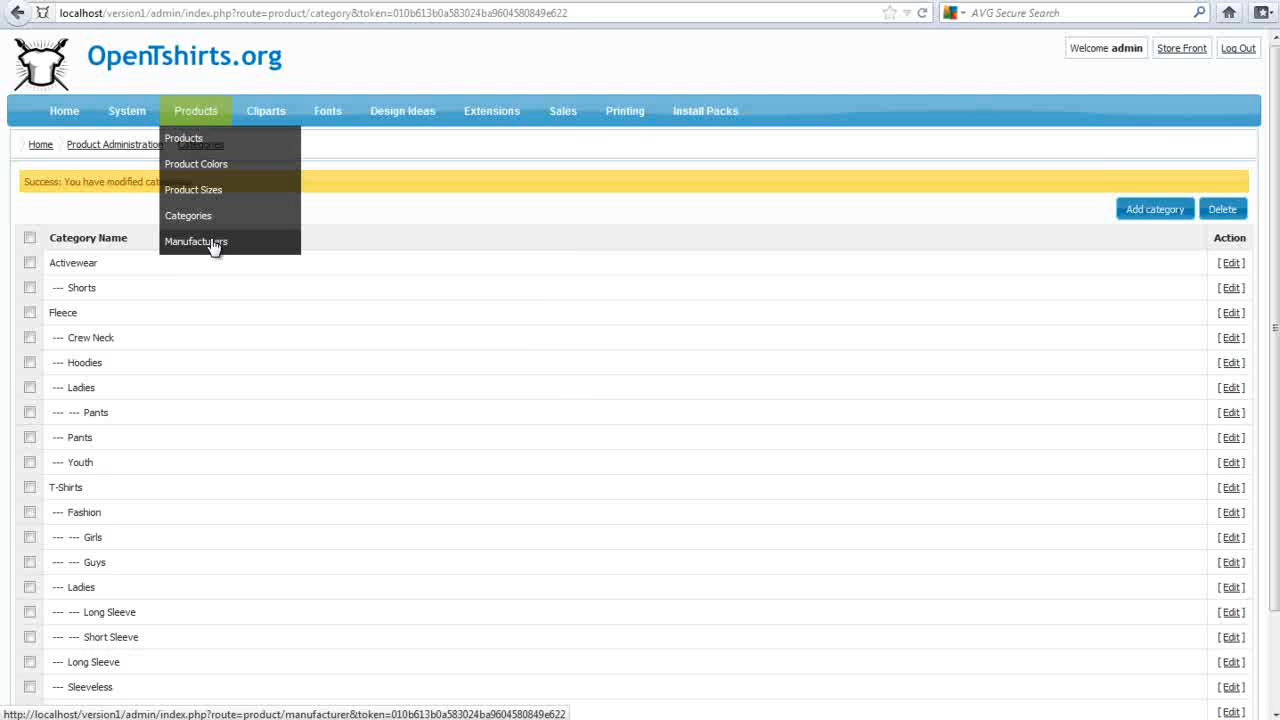 localhost/version1/admin/index.php?route=product/category&token=010b613b0a583024ba9604580849e622
AVG Secure Search
OpenTshirts.org
Welcome admin
Store Front
Log Out
Home
System
Products
Cliparts
Fonts
Design Ideas
Extensions
Sales
Printing
Install Packs
Home
Product Administration
Categories
Products
Product Colors
Product Sizes
Categories
Manufacturers
Success: You have modified cat
Add category
Delete
Category Name
Action
Activewear [ Edit ]
--- Shorts [ Edit ]
Fleece [ Edit ]
--- Crew Neck [ Edit ]
--- Hoodies [ Edit ]
--- Ladies [ Edit ]
--- --- Pants [ Edit ]
--- Pants [ Edit ]
--- Youth [ Edit ]
T-Shirts [ Edit ]
--- Fashion [ Edit ]
--- --- Girls [ Edit ]
--- --- Guys [ Edit ]
--- Ladies [ Edit ]
--- --- Long Sleeve [ Edit ]
--- --- Short Sleeve [ Edit ]
--- Long Sleeve [ Edit ]
--- Sleeveless [ Edit ]
[ Edit ]
http://localhost/version1/admin/index.php?route=product/manufacturer&token=010b613b0a583024ba9604580849e622